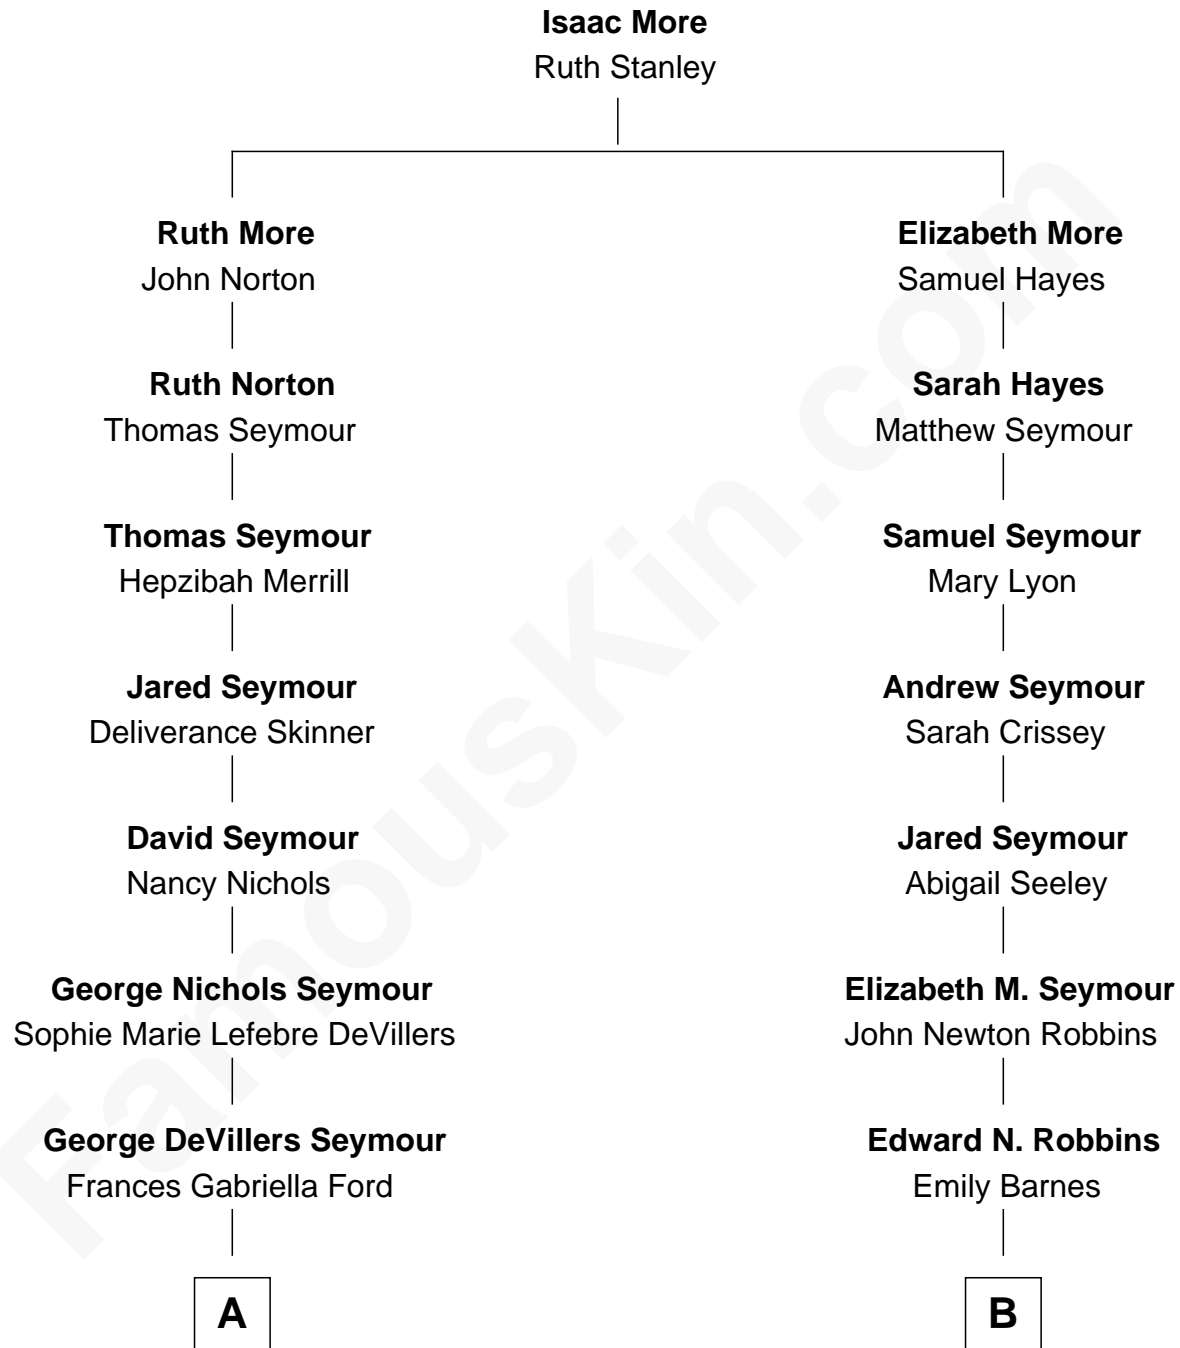 Isaac More
Ruth Stanley
Ruth More
John Norton
Elizabeth More
Samuel Hayes
Ruth Norton
Thomas Seymour
Sarah Hayes
Matthew Seymour
Thomas Seymour
Hepzibah Merrill
Samuel Seymour
Mary Lyon
Jared Seymour
Deliverance Skinner
Andrew Seymour
Sarah Crissey
David Seymour
Nancy Nichols
Jared Seymour
Abigail Seeley
George Nichols Seymour
Sophie Marie Lefebre DeVillers
Elizabeth M. Seymour
John Newton Robbins
George DeVillers Seymour
Frances Gabriella Ford
Edward N. Robbins
Emily Barnes
A
B
FamousKin.com